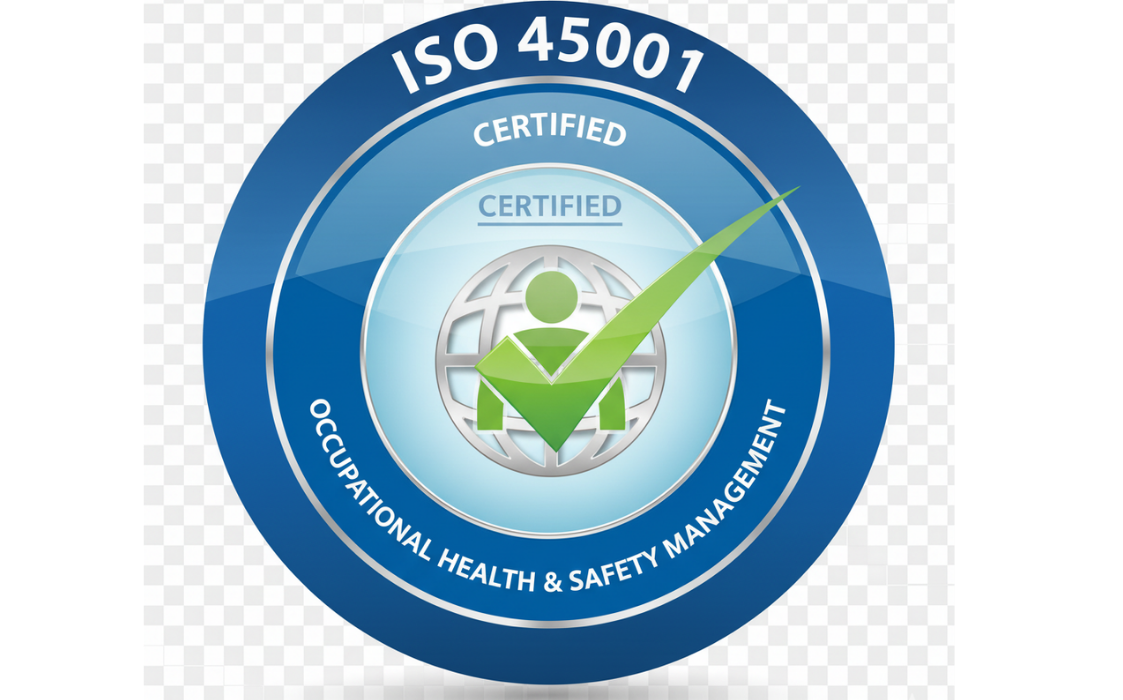 ISO 45001
CERTIFIED
CERTIFIED
OCCUPATIONAL HEALTH & SAFETY MANAGEMENT